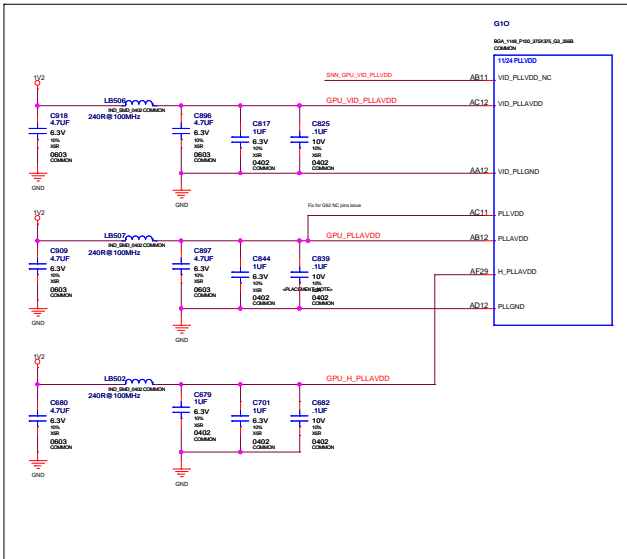 G1O
BGA_1148_P100_375X375_G3_256B
COMMON
11/24 PLLVDD
1V2
SNN_GPU_VID_PLLVDD
AB11 VID_PLLVDD_NC
LB506
IND_SMD_0402 COMMON
240R@100MHz
GPU_VID_PLLAVDD
AC12 VID_PLLAVDD
C918
4.7UF
6.3V
10%
X5R
0603
COMMON
C896
4.7UF
6.3V
10%
X5R
0603
COMMON
C817
1UF
6.3V
10%
X5R
0402
COMMON
C825
.1UF
10V
10%
X5R
0402
COMMON
AA12 VID_PLLGND
GND
GND
Fix for G92 NC pins issue
AC11 PLLVDD
1V2
LB507
IND_SMD_0402 COMMON
240R@100MHz
GPU_PLLAVDD
AB12 PLLAVDD
C909
4.7UF
6.3V
10%
X5R
0603
COMMON
C897
4.7UF
6.3V
10%
X5R
0603
COMMON
C844
1UF
6.3V
10%
X5R
0402
COMMON
C839
.1UF
10V
10%
X5R
<PLACEMENT_NOTE>
0402
COMMON
AF29 H_PLLAVDD
AD12 PLLGND
GND
GND
1V2
LB502
IND_SMD_0402 COMMON
240R@100MHz
GPU_H_PLLAVDD
C680
4.7UF
6.3V
10%
X5R
0603
COMMON
C679
1UF
6.3V
10%
X5R
0402
COMMON
C701
1UF
6.3V
10%
X5R
0402
COMMON
C682
.1UF
10V
10%
X5R
0402
COMMON
GND
GND